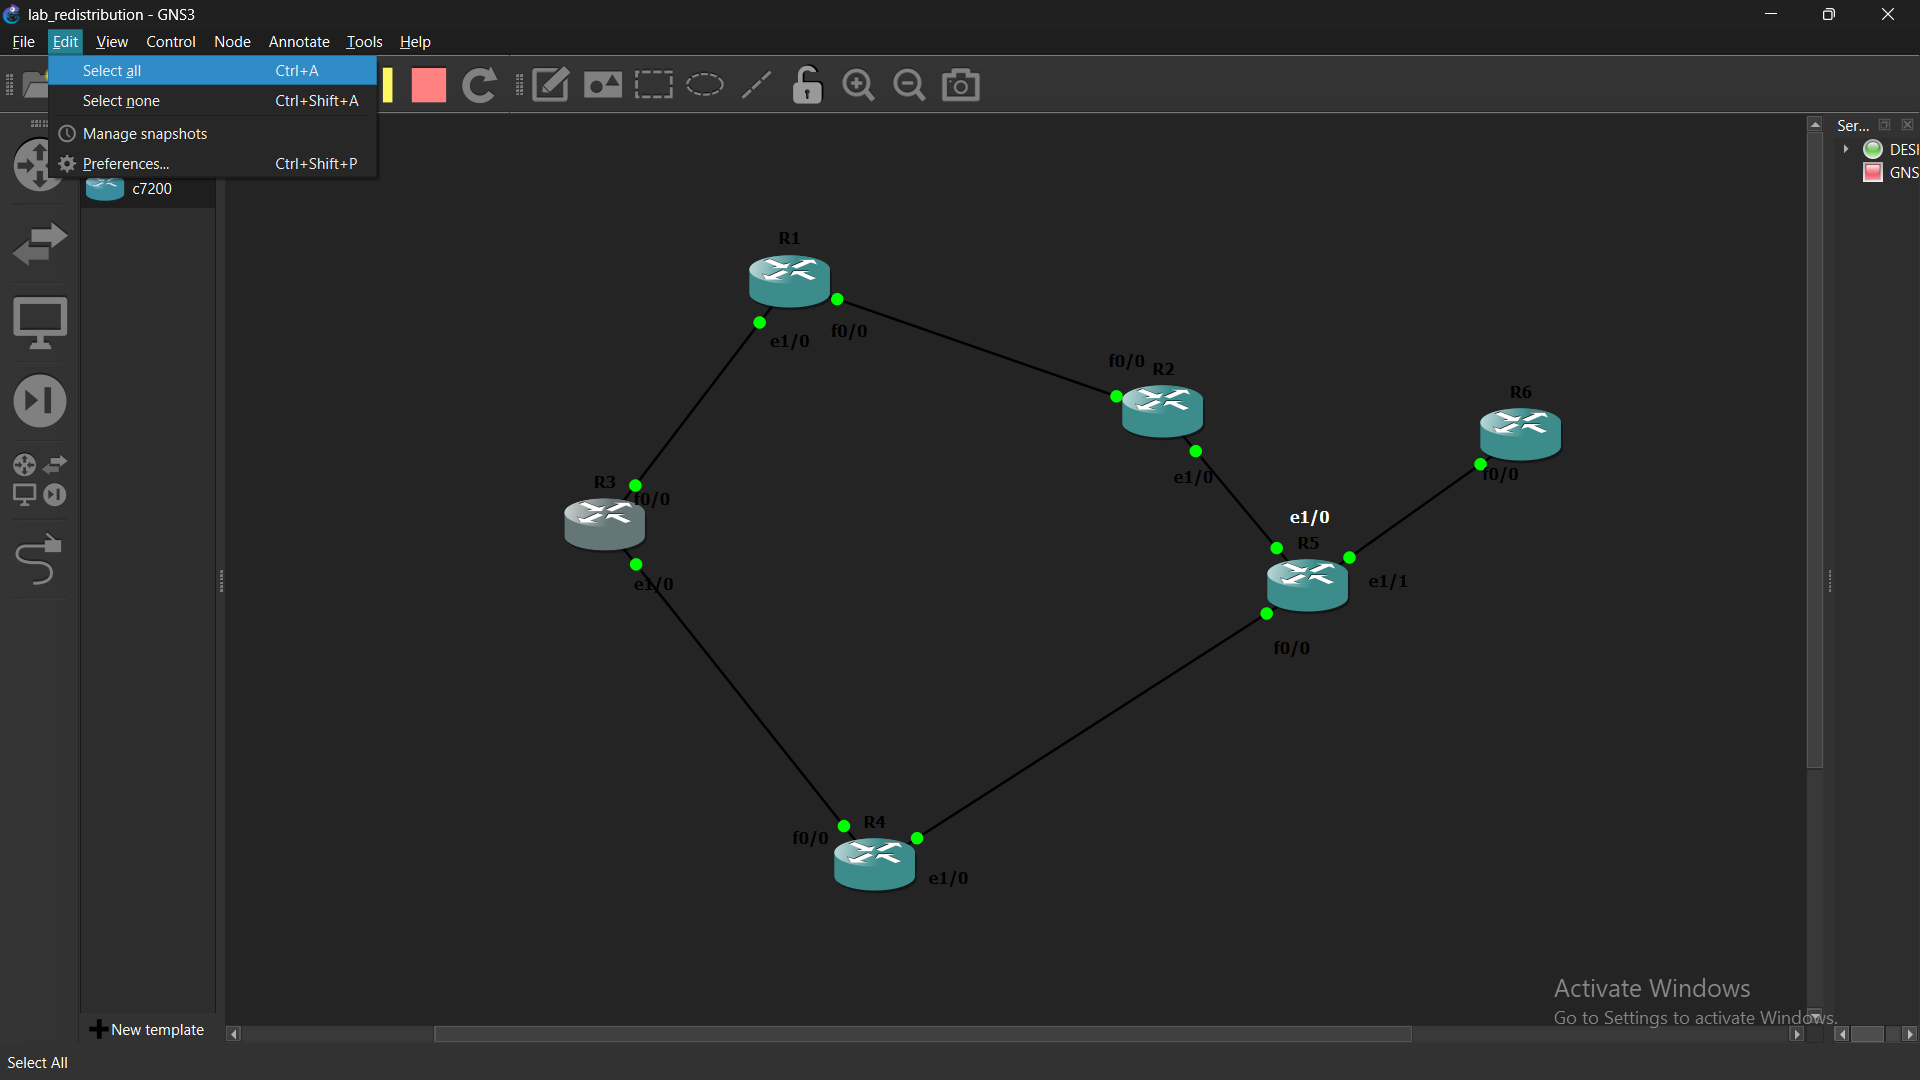 lab_redistribution - GNS3
File Edit View Control Node Annotate Tools Help
Select all Ctrl+A
Select none Ctrl+Shift+A
Manage snapshots
Preferences... Ctrl+Shift+P
c7200
Ser...
DESI
GNS
R1
e1/0
f0/0
f0/0
R2
e1/0
R6
f0/0
R3
f0/0
e1/0
e1/0
R5
e1/1
f0/0
f0/0
R4
e1/0
Activate Windows
Go to Settings to activate Windows.
New template
Select All